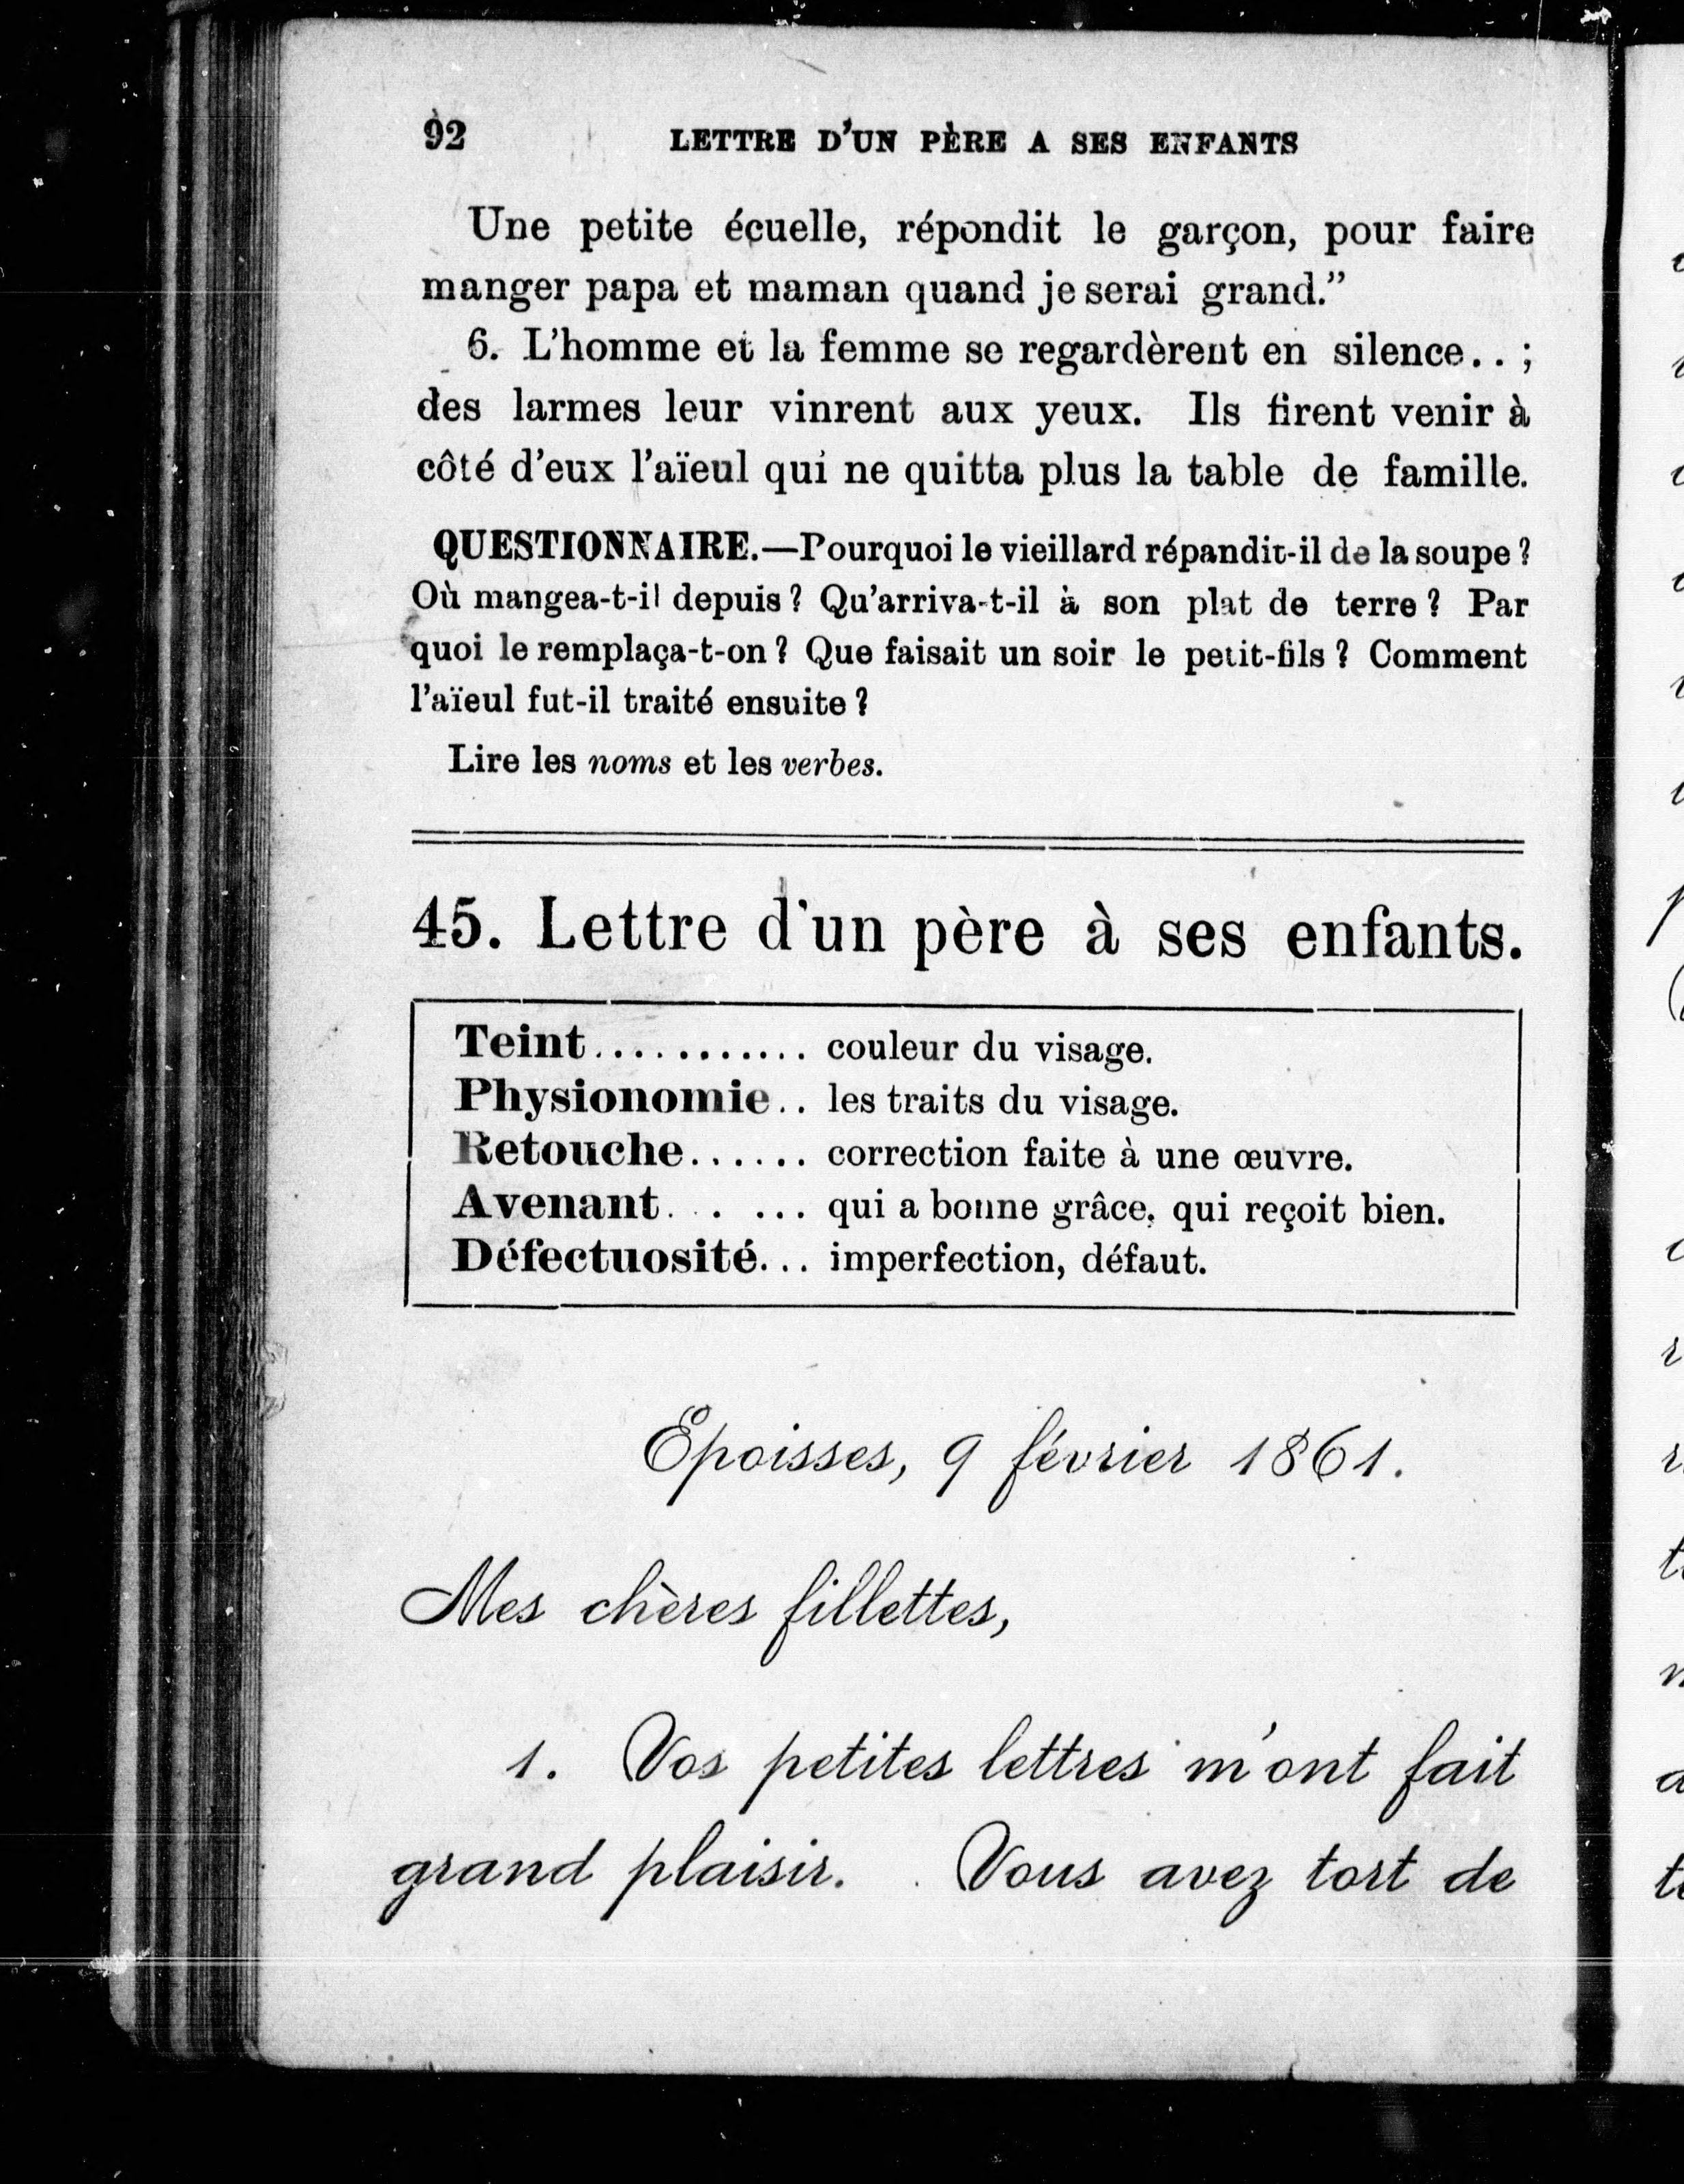 92 LETTRE D'UN PÈRE A SES ENFANTS
Une petite écuelle, répondit le garçon, pour faire
manger papa et maman quand je serai grand.”
6. L'homme et la femme se regardèrent en silence.. ;
des larmes leur vinrent aux yeux. Ils firent venir à
côté d'eux l'aïeul qui ne quitta plus la table de famille.
QUESTIONNAIRE.—Pourquoi le vieillard répandit-il de la soupe ?
Où mangea-t-il depuis ? Qu'arriva-t-il à son plat de terre ? Par
quoi le remplaça-t-on ? Que faisait un soir le petit-fils ? Comment
l'aïeul fut-il traité ensuite ?
Lire les noms et les verbes.
45. Lettre d'un père à ses enfants.
Teint............ couleur du visage.
Physionomie.. les traits du visage.
Retouche...... correction faite à une œuvre.
Avenant. . . ... qui a bonne grâce, qui reçoit bien.
Défectuosité... imperfection, défaut.
Epoisses, 9 février 1861.
Mes chères fillettes,
1. Vos petites lettres m'ont fait
grand plaisir. Vous avez tort de